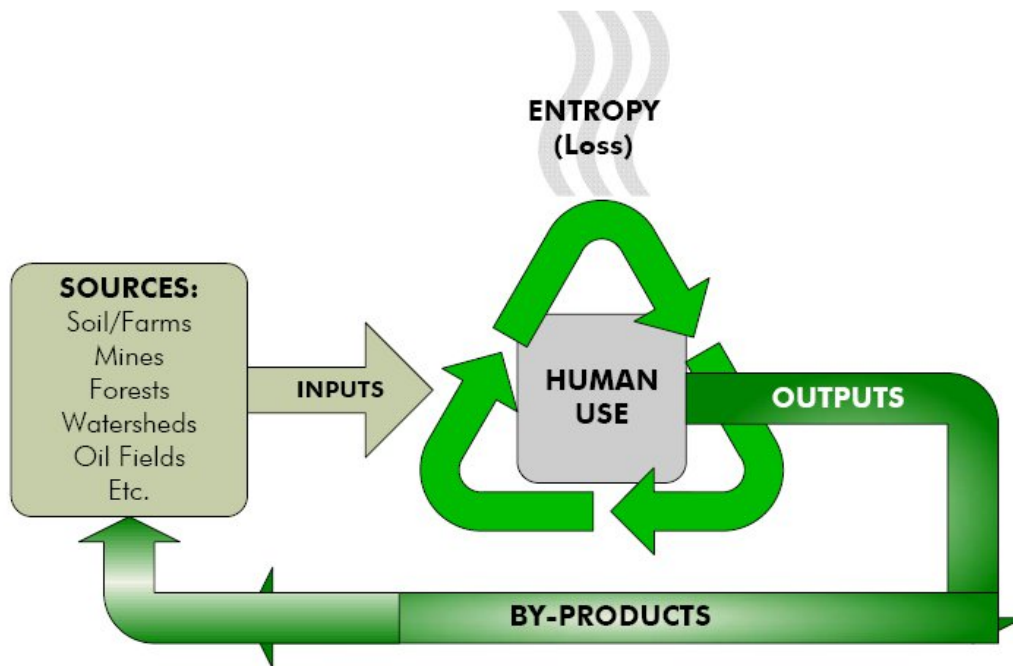 ENTROPY
(Loss)
SOURCES:
Soil/Farms
Mines
Forests
Watersheds
Oil Fields
Etc.
INPUTS
HUMAN
USE
OUTPUTS
BY-PRODUCTS